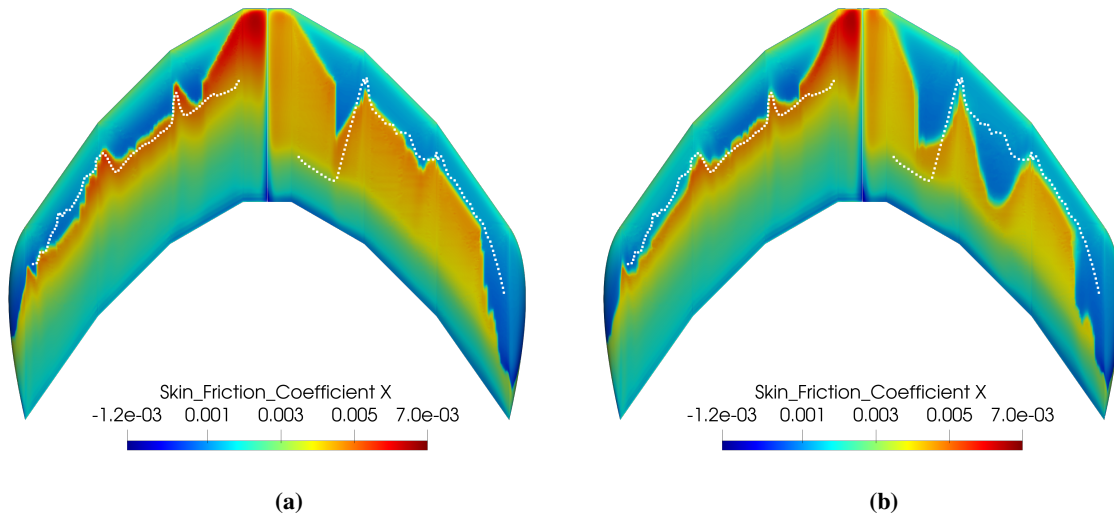 Skin_Friction_Coefficient X
-1.2e-03 0.001 0.003 0.005 7.0e-03
(a)
Skin_Friction_Coefficient X
-1.2e-03 0.001 0.003 0.005 7.0e-03
(b)